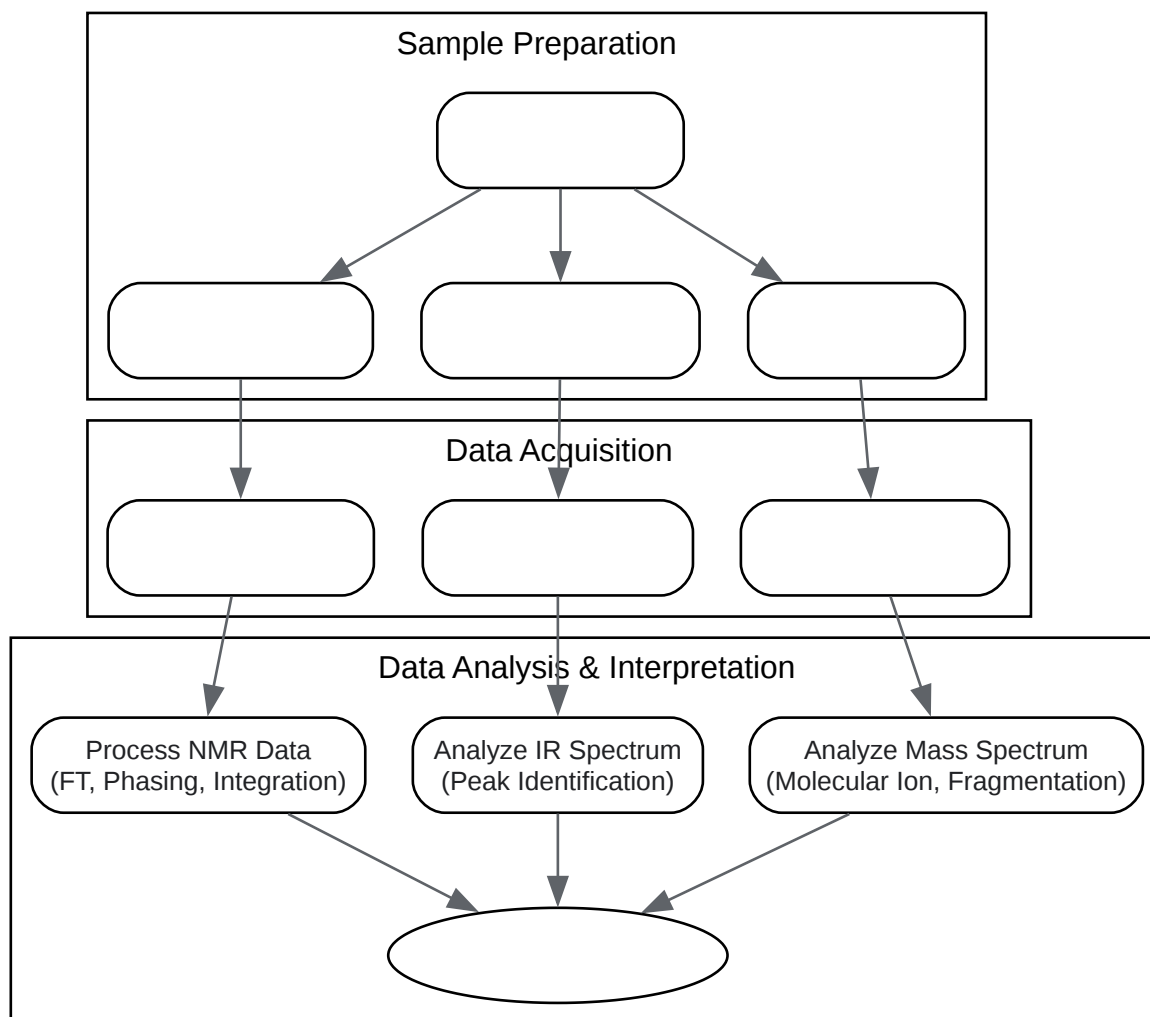 Sample Preparation
Data Acquisition
Data Analysis & Interpretation
Process NMR Data
(FT, Phasing, Integration)
Analyze IR Spectrum
(Peak Identification)
Analyze Mass Spectrum
(Molecular Ion, Fragmentation)